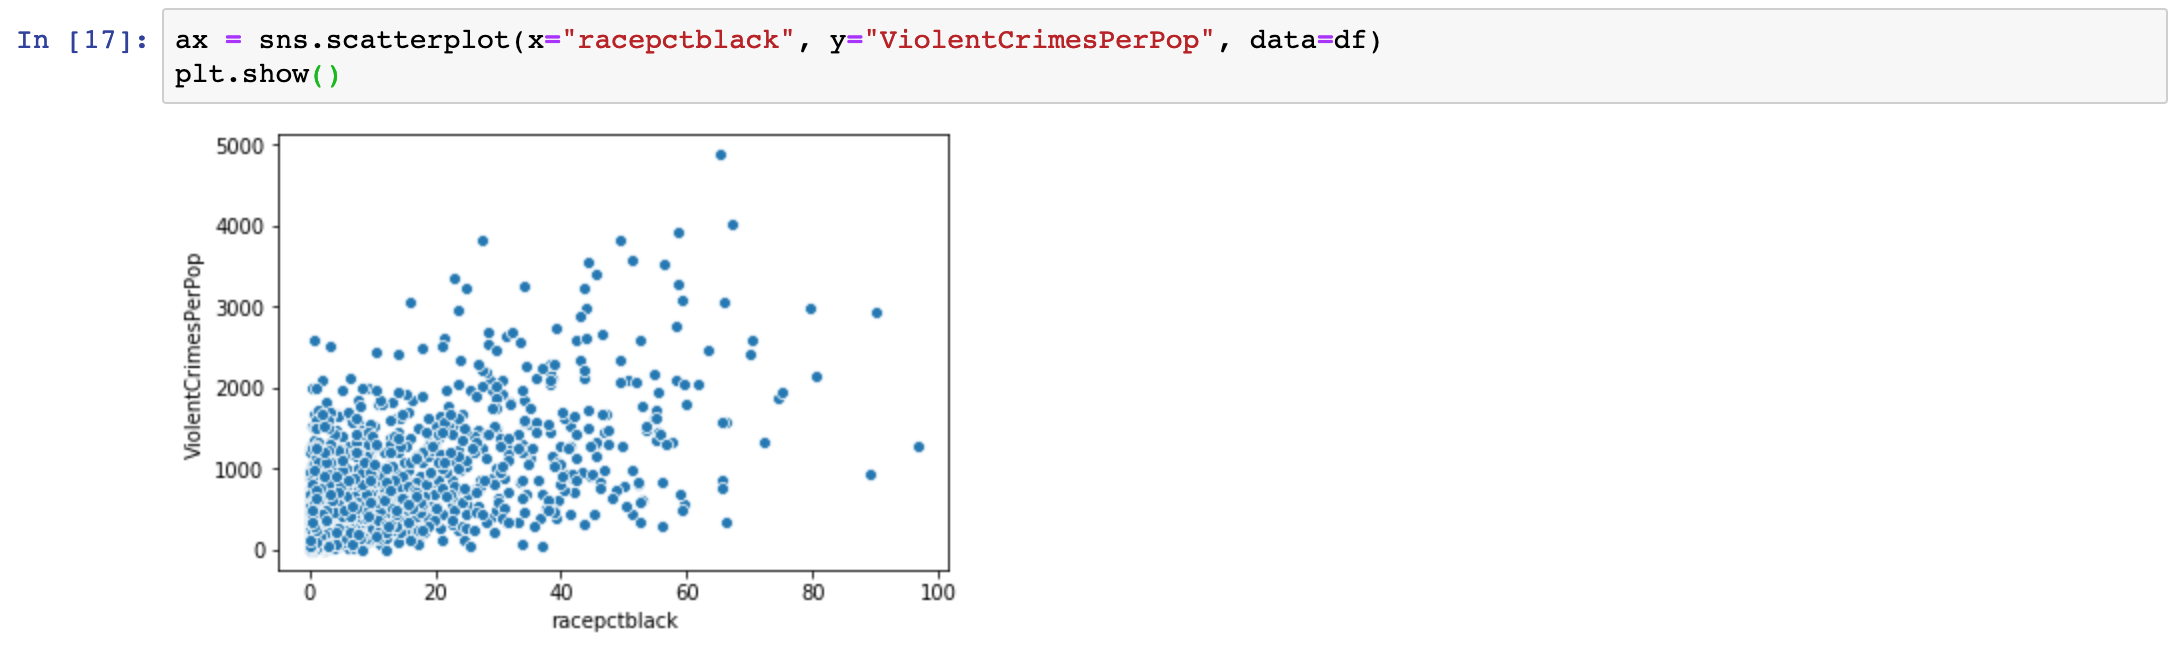 In [17]: ax = sns.scatterplot(x="racepctblack", y="ViolentCrimesPerPop", data=df)
plt.show()
5000
4000
3000
2000
1000
0
ViolentCrimesPerPop
0 20 40 60 80 100
racepctblack